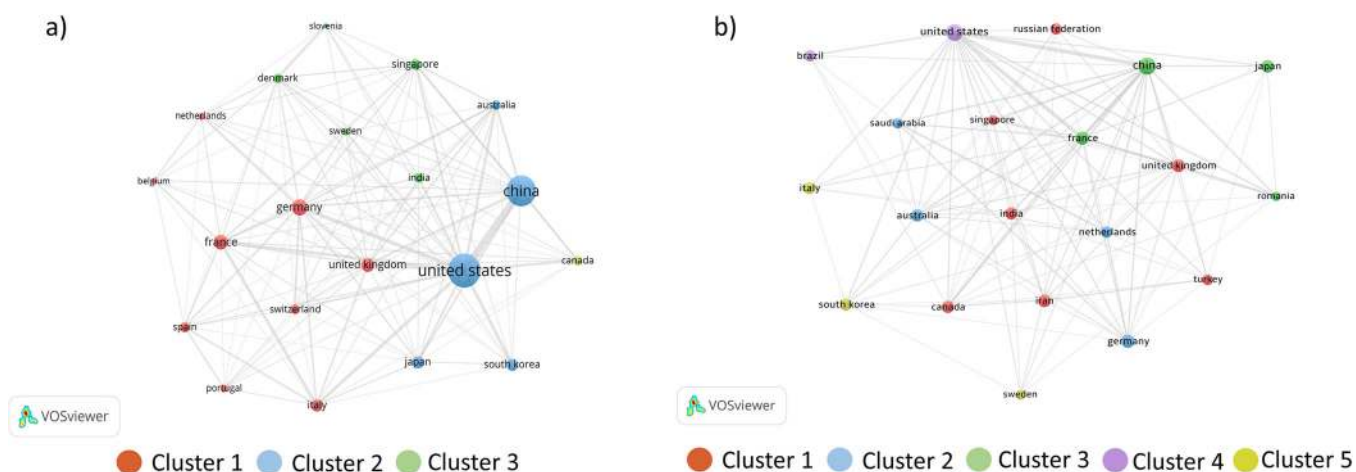 a)
slovenia
singapore
denmark
australia
netherlands
sweden
belgium
india
china
germany
france
united kingdom
united states
canada
switzerland
spain
japan
south korea
portugal
italy
VOSviewer
Cluster 1
Cluster 2
Cluster 3
b)
russian federation
united states
brazil
china
japan
saudi arabia
singapore
france
united kingdom
italy
romania
australia
india
netherlands
turkey
south korea
canada
iran
germany
sweden
VOSviewer
Cluster 1
Cluster 2
Cluster 3
Cluster 4
Cluster 5